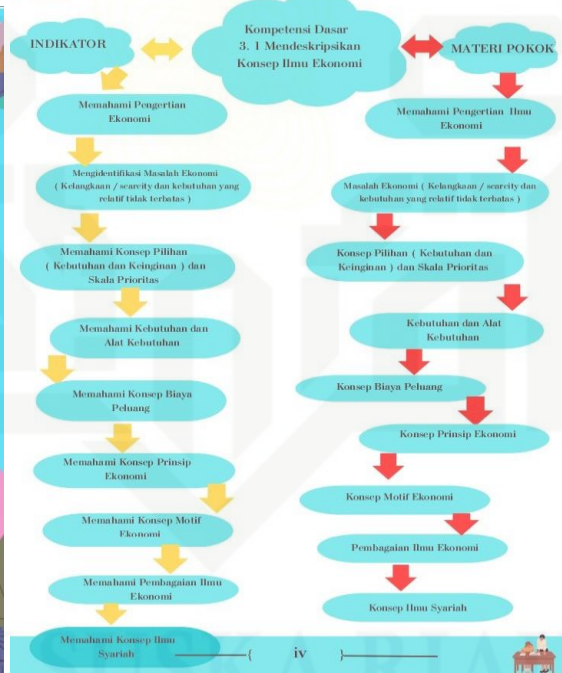 Kompetensi Dasar
3. 1 Mendeskripsikan
Konsep Ilmu Ekonomi
INDIKATOR
Memahami Pengertian
Ekonomi
Mengidentifikasi Masalah Ekonomi
( Kelangkaan / scarcity dan kebutuhan yang
relatif tidak terbatas )
Memahami Konsep Pilihan
( Kebutuhan dan Keinginan ) dan
Skala Prioritas
Memahami Kebutuhan dan
Alat Kebutuhan
Memahami Konsep Biaya
Peluang
Memahami Konsep Prinsip
Ekonomi
Memahami Konsep Motif
Ekonomi
Memahami Pembagaian Ilmu
Ekonomi
Memahami Konsep Ilmu
Syariah
MATERI POKOK
Memahami Pengertian Ilmu
Ekonomi
Masalah Ekonomi ( Kelangkaan / scarcity dan
kebutuhan yang relatif tidak terbatas )
Konsep Pilihan ( Kebutuhan dan
Keinginan ) dan Skala Prioritas
Kebutuhan dan Alat
Kebutuhan
Konsep Biaya Peluang
Konsep Prinsip Ekonomi
Konsep Motif Ekonomi
Pembagaian Ilmu Ekonomi
Konsep Ilmu Syariah
{ iv }